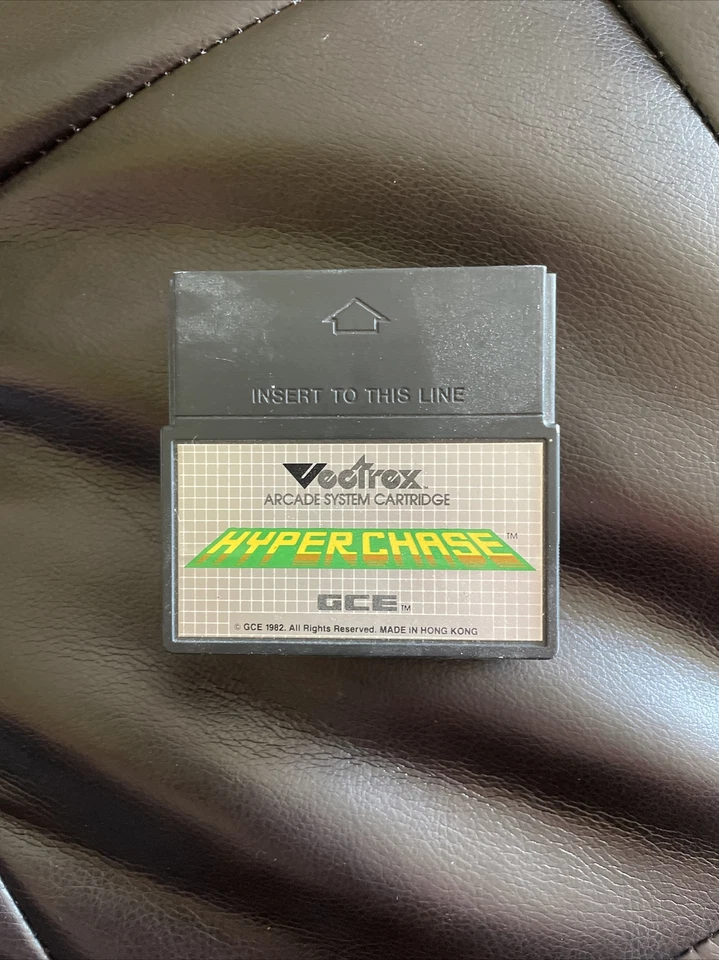 INSERT TO THIS LINE
Vectrex™
ARCADE SYSTEM CARTRIDGE
HYPER CHASE™
GCE™
© GCE 1982. All Rights Reserved. MADE IN HONG KONG